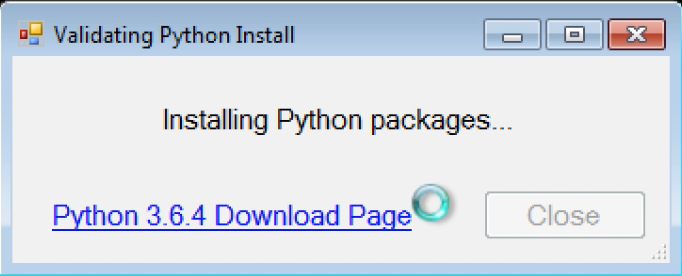 Validating Python Install
Installing Python packages...
Python 3.6.4 Download Page
Close